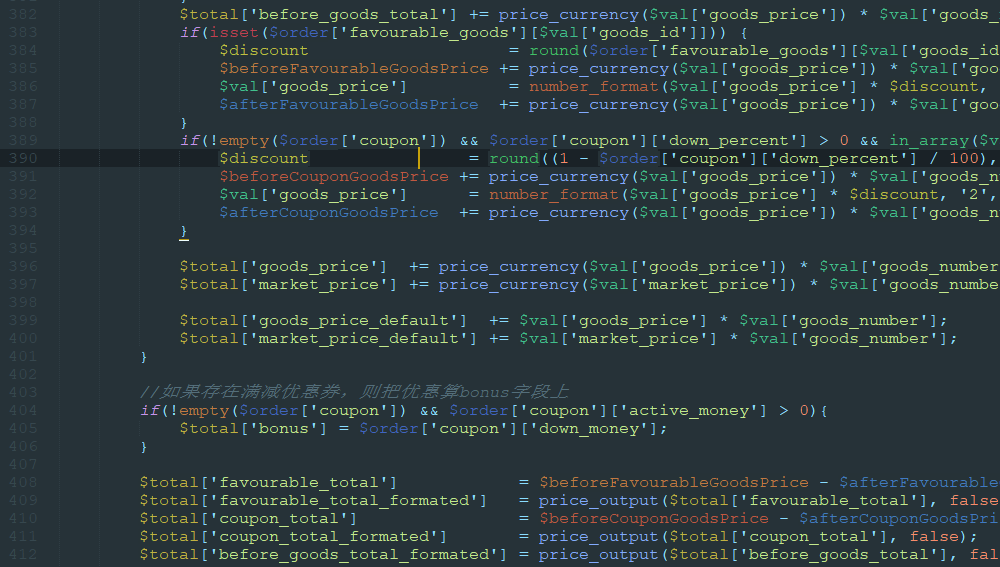 382 $total['before_goods_total'] += price_currency($val['goods_price']) * $val['goods_
383 if(isset($order['favourable_goods'][$val['goods_id']])) {
384 $discount = round($order['favourable_goods'][$val['goods_id
385 $beforeFavourableGoodsPrice += price_currency($val['goods_price']) * $val['goo
386 $val['goods_price'] = number_format($val['goods_price'] * $discount,
387 $afterFavourableGoodsPrice += price_currency($val['goods_price']) * $val['goo
388 }
389 if(!empty($order['coupon']) && $order['coupon']['down_percent'] > 0 && in_array($v
390 $discount = round((1 - $order['coupon']['down_percent'] / 100),
391 $beforeCouponGoodsPrice += price_currency($val['goods_price']) * $val['goods_n
392 $val['goods_price'] = number_format($val['goods_price'] * $discount, '2',
393 $afterCouponGoodsPrice += price_currency($val['goods_price']) * $val['goods_n
394 }
395
396 $total['goods_price'] += price_currency($val['goods_price']) * $val['goods_number
397 $total['market_price'] += price_currency($val['market_price']) * $val['goods_numbe
398
399 $total['goods_price_default'] += $val['goods_price'] * $val['goods_number'];
400 $total['market_price_default'] += $val['market_price'] * $val['goods_number'];
401 }
402
403 //如果存在满减优惠券，则把优惠算bonus字段上
404 if(!empty($order['coupon']) && $order['coupon']['active_money'] > 0){
405 $total['bonus'] = $order['coupon']['down_money'];
406 }
407
408 $total['favourable_total'] = $beforeFavourableGoodsPrice - $afterFavourable
409 $total['favourable_total_formated'] = price_output($total['favourable_total'], false
410 $total['coupon_total'] = $beforeCouponGoodsPrice - $afterCouponGoodsPri
411 $total['coupon_total_formated'] = price_output($total['coupon_total'], false);
412 $total['before_goods_total_formated'] = price_output($total['before_goods_total'], fal